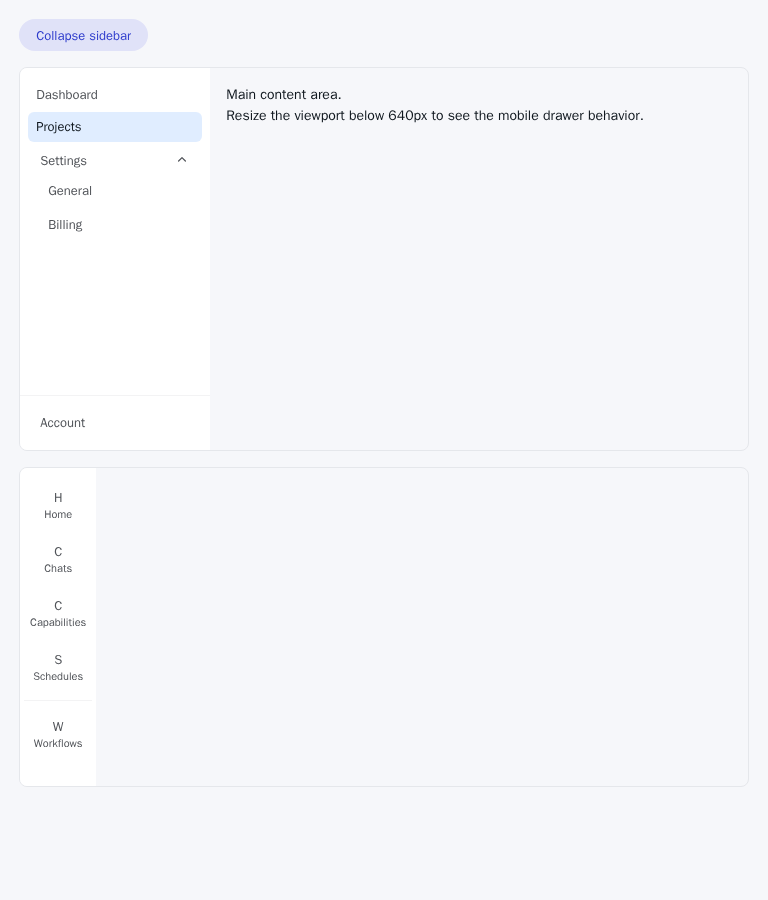 Collapse sidebar
Dashboard
Projects
Settings
General
Billing
Account
Main content area.
Resize the viewport below 640px to see the mobile drawer behavior.
H
Home
C
Chats
C
Capabilities
S
Schedules
W
Workflows